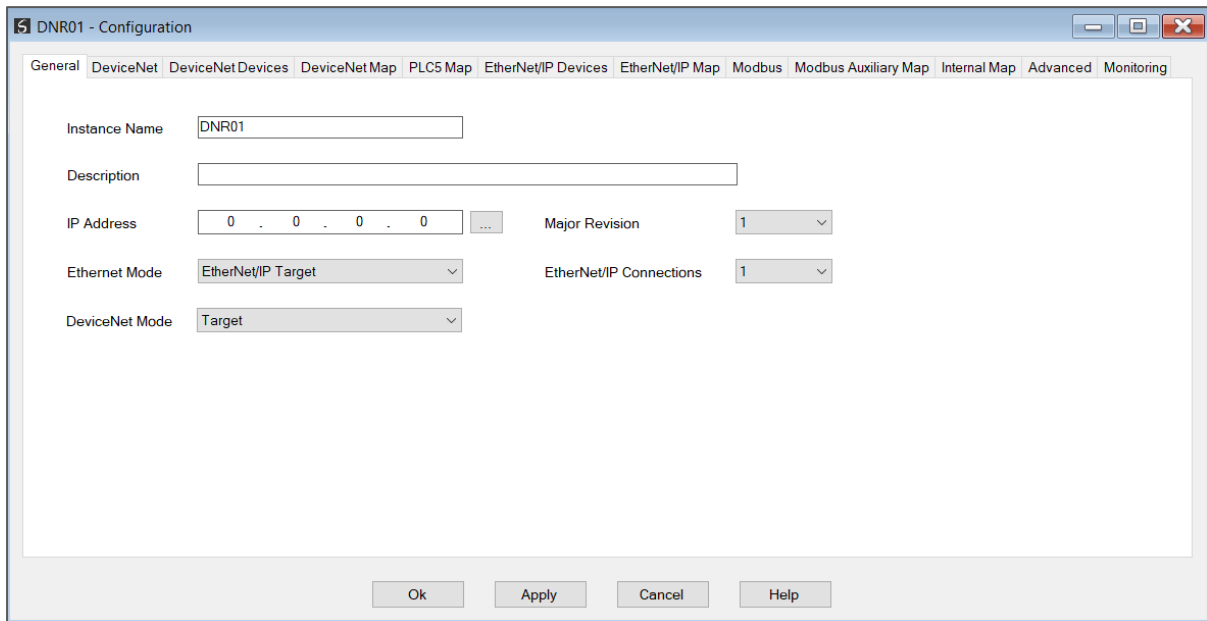 DNR01 - Configuration
General DeviceNet DeviceNet Devices DeviceNet Map PLC5 Map EtherNet/IP Devices EtherNet/IP Map Modbus Modbus Auxiliary Map Internal Map Advanced Monitoring
Instance Name DNR01
Description
IP Address 0 . 0 . 0 . 0 ... Major Revision 1
Ethernet Mode EtherNet/IP Target EtherNet/IP Connections 1
DeviceNet Mode Target
Ok Apply Cancel Help